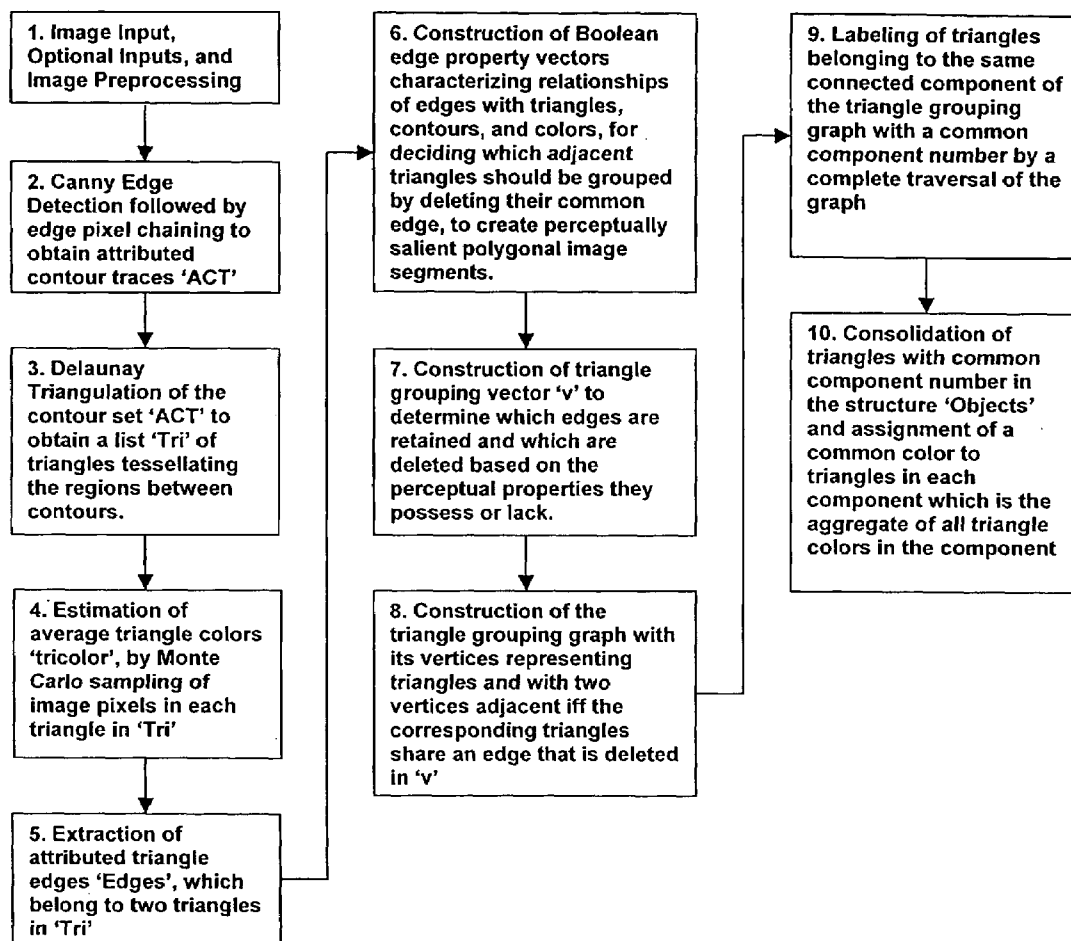 1. Image Input,
Optional Inputs, and
Image Preprocessing
2. Canny Edge
Detection followed by
edge pixel chaining to
obtain attributed
contour traces ‘ACT’
3. Delaunay
Triangulation of the
contour set ‘ACT’ to
obtain a list ‘Tri’ of
triangles tessellating
the regions between
contours.
4. Estimation of
average triangle colors
‘tricolor’, by Monte
Carlo sampling of
image pixels in each
triangle in ‘Tri’
5. Extraction of
attributed triangle
edges ‘Edges’, which
belong to two triangles
in ‘Tri’
6. Construction of Boolean
edge property vectors
characterizing relationships
of edges with triangles,
contours, and colors, for
deciding which adjacent
triangles should be grouped
by deleting their common
edge, to create perceptually
salient polygonal image
segments.
7. Construction of triangle
grouping vector ‘v’ to
determine which edges are
retained and which are
deleted based on the
perceptual properties they
possess or lack.
8. Construction of the
triangle grouping graph with
its vertices representing
triangles and with two
vertices adjacent iff the
corresponding triangles
share an edge that is deleted
in ‘v’
9. Labeling of triangles
belonging to the same
connected component of
the triangle grouping
graph with a common
component number by a
complete traversal of the
graph
10. Consolidation of
triangles with common
component number in
the structure ‘Objects’
and assignment of a
common color to
triangles in each
component which is the
aggregate of all triangle
colors in the component